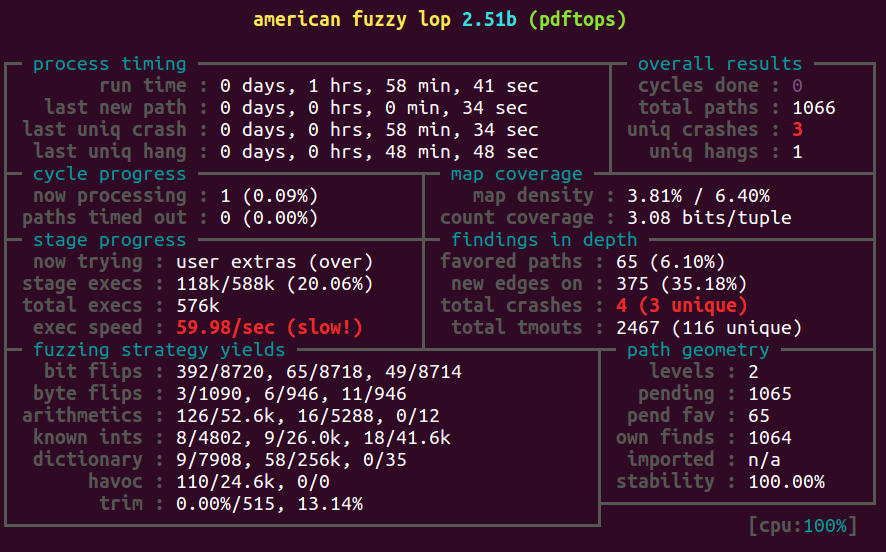 american fuzzy lop 2.51b (pdftops)
process timing overall results
run time : 0 days, 1 hrs, 58 min, 41 sec cycles done : 0
last new path : 0 days, 0 hrs, 0 min, 34 sec total paths : 1066
last uniq crash : 0 days, 0 hrs, 58 min, 34 sec uniq crashes : 3
last uniq hang : 0 days, 0 hrs, 48 min, 48 sec uniq hangs : 1
cycle progress map coverage
now processing : 1 (0.09%) map density : 3.81% / 6.40%
paths timed out : 0 (0.00%) count coverage : 3.08 bits/tuple
stage progress findings in depth
now trying : user extras (over) favored paths : 65 (6.10%)
stage execs : 118k/588k (20.06%) new edges on : 375 (35.18%)
total execs : 576k total crashes : 4 (3 unique)
exec speed : 59.98/sec (slow!) total tmouts : 2467 (116 unique)
fuzzing strategy yields path geometry
bit flips : 392/8720, 65/8718, 49/8714 levels : 2
byte flips : 3/1090, 6/946, 11/946 pending : 1065
arithmetics : 126/52.6k, 16/5288, 0/12 pend fav : 65
known ints : 8/4802, 9/26.0k, 18/41.6k own finds : 1064
dictionary : 9/7908, 58/256k, 0/35 imported : n/a
havoc : 110/24.6k, 0/0 stability : 100.00%
trim : 0.00%/515, 13.14%
[cpu:100%]